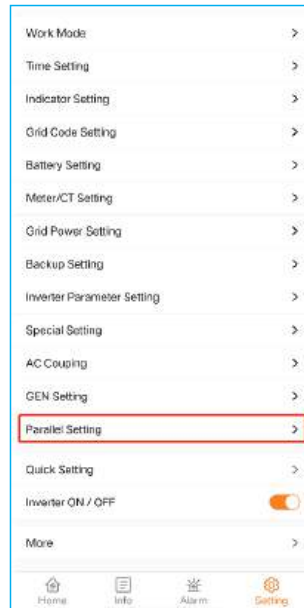 Work Mode
Time Setting
Indicator Setting
Grid Code Setting
Battery Setting
Meter/CT Setting
Grid Power Setting
Backup Setting
Inverter Parameter Setting
Special Setting
AC Couping
GEN Setting
Parallel Setting
Quick Setting
Inverter ON / OFF
More
Home Info Alarm Setting